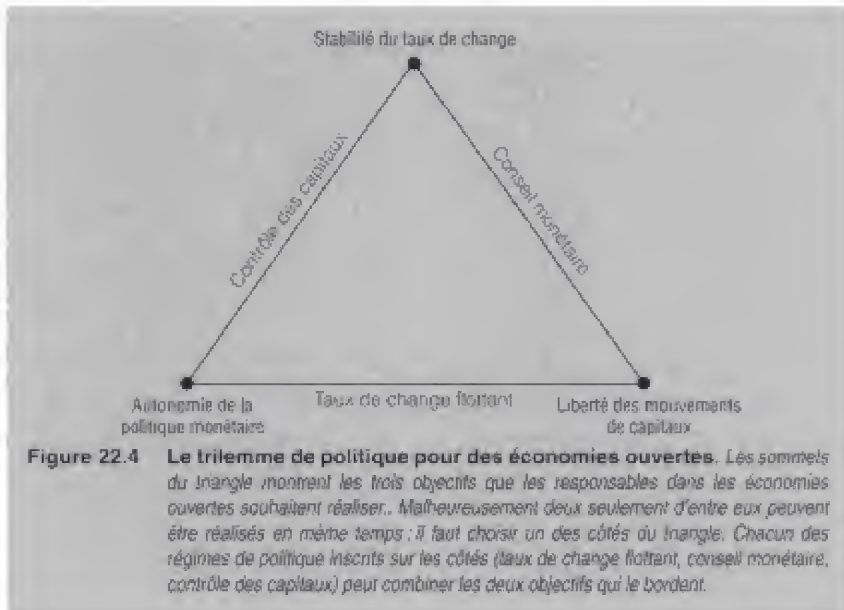 Stabilité du taux de change
Contrôle des capitaux
Conseil monétaire
Autonomie de la
politique monétaire
Taux de change flottant
Liberté des mouvements
de capitaux
Figure 22.4 Le trilemme de politique pour des économies ouvertes. Les sommets
du triangle montrent les trois objectifs que les responsables dans les économies
ouvertes souhaitent réaliser.. Malheureusement deux seulement d'entre eux peuvent
être réalisés en même temps ; il faut choisir un des côtés du triangle. Chacun des
régimes de politique inscrits sur les côtés (taux de change flottant, conseil monétaire,
contrôle des capitaux) peut combiner les deux objectifs qui le bordent.